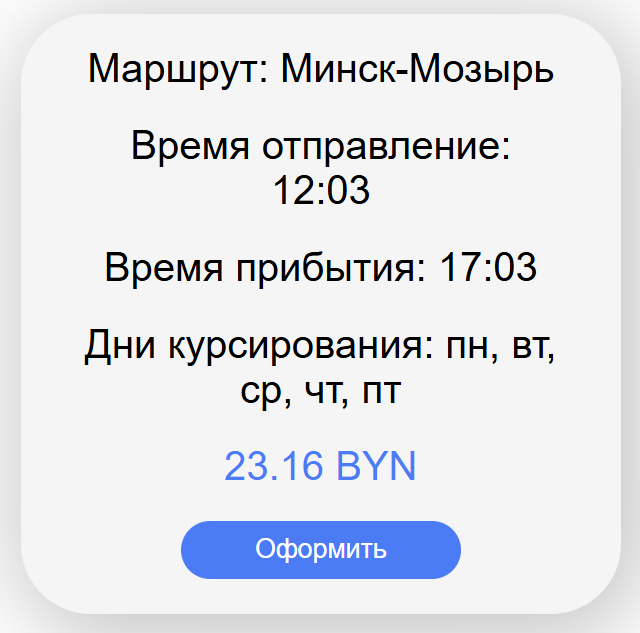 Маршрут: Минск-Мозырь
Время отправление:
12:03
Время прибытия: 17:03
Дни курсирования: пн, вт,
ср, чт, пт
23.16 BYN
Оформить